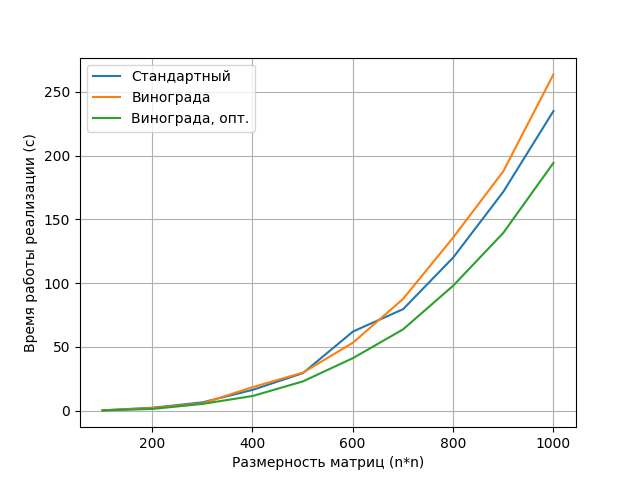 Стандартный
Винограда
Винограда, опт.
250
200
150
100
50
0
Время работы реализации (с)
200 400 600 800 1000
Размерность матриц (n*n)